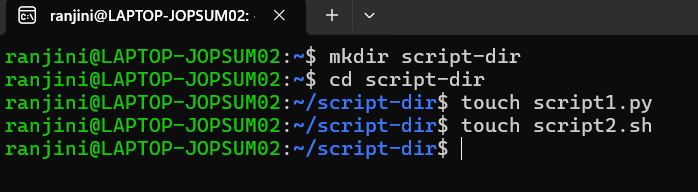 ranjini@LAPTOP-JOPSUM02: ~
ranjini@LAPTOP-JOPSUM02:~$ mkdir script-dir
ranjini@LAPTOP-JOPSUM02:~$ cd script-dir
ranjini@LAPTOP-JOPSUM02:~/script-dir$ touch script1.py
ranjini@LAPTOP-JOPSUM02:~/script-dir$ touch script2.sh
ranjini@LAPTOP-JOPSUM02:~/script-dir$